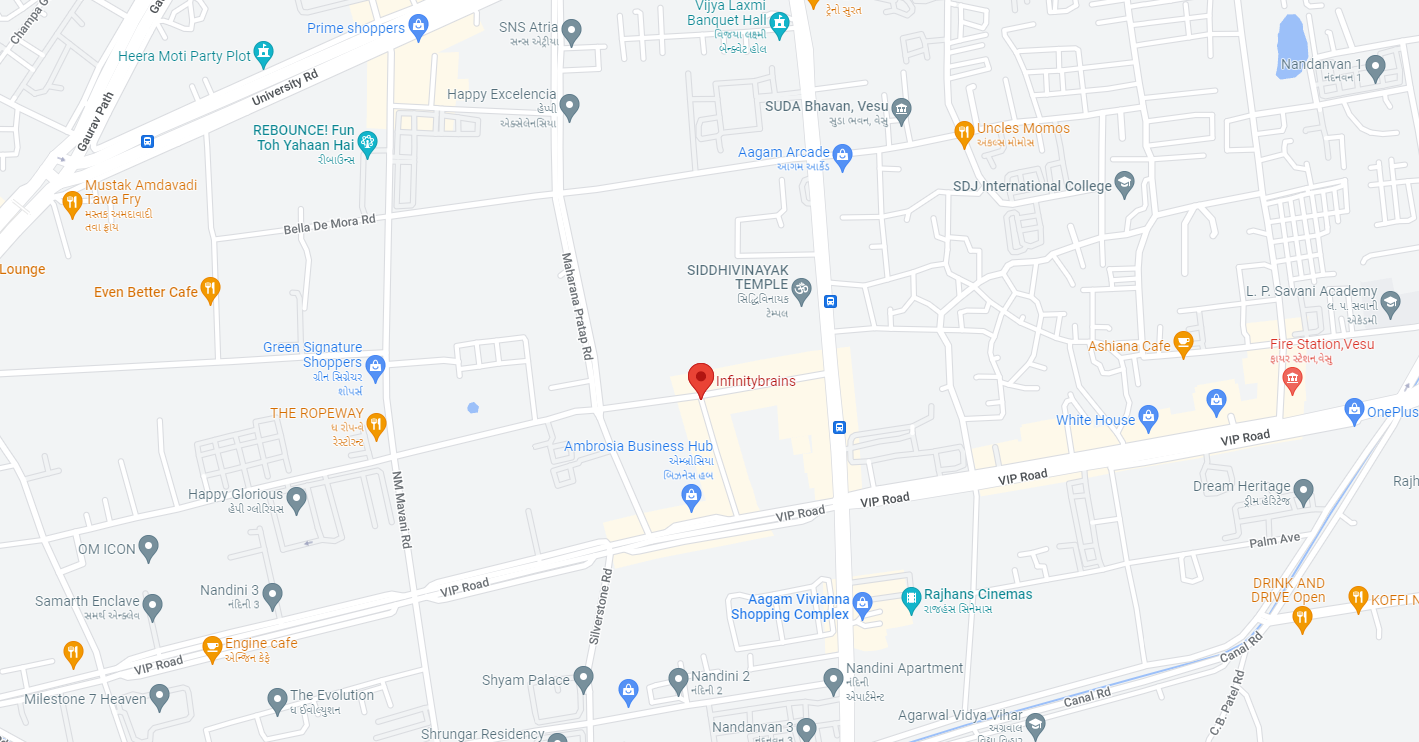 Champa G
Ga
Prime shoppers
SNS Atria
સન્સ એટ્રીયા
Vijya Laxmi
Banquet Hall
વિજયા લક્ષ્મી
બેન્કવેટ હોલ
ટ્રેનો સુરત
Heera Moti Party Plot
University Rd
Gaurav Path
Nandanvan 1
નંદનવન 1
Happy Excelencia
હેપ્પી
એક્સેલેનસિયા
SUDA Bhavan, Vesu
સુડા ભવન, વેસુ
REBOUNCE! Fun
Toh Yahaan Hai
રીબાઉન્સ
Uncles Momos
અંકલ્સ મોમોસ
Aagam Arcade
આગમ આર્કેડ
SDJ International College
Mustak Amdavadi
Tawa Fry
મસ્તક અમદાવાદી
તવા ફ્રાય
Bella De Mora Rd
Maharana Pratap Rd
Lounge
Even Better Cafe
SIDDHIVINAYAK
TEMPLE
સિદ્ધિવિનાયક
ટેમ્પલ
L. P. Savani Academy
લ. પ. સવાની
એકેડમી
Green Signature
Shoppers
ગ્રીન સિગ્નેચર
શોપર્સ
Ashiana Cafe
Fire Station,Vesu
ફાયર સ્ટેશન,વેસુ
Infinitybrains
THE ROPEWAY
ધ રોપ-વે
રેસ્ટોરન્ટ
White House
OnePlus
VIP Road
Ambrosia Business Hub
એમ્બ્રોસિયા
બિઝનેસ હબ
NM Mavani Rd
VIP Road
VIP Road
VIP Road
Happy Glorious
હેપી ગ્લોરિયસ
Dream Heritage
ડ્રીમ હેરિટેજ
Rajh
OM ICON
Palm Ave
VIP Road
Silverstone Rd
Nandini 3
નંદિની 3
Samarth Enclave
સમર્થ એન્ક્લેવ
Aagam Vivianna
Shopping Complex
Rajhans Cinemas
રાજહંસ સિનેમાસ
DRINK AND
DRIVE Open
KOFFI N
Engine cafe
એન્જિન કેફે
VIP Road
Canal Rd
Milestone 7 Heaven
The Evolution
ધ ઈવોલ્યુશન
Shyam Palace
Nandini 2
નંદિની 2
Nandini Apartment
નંદિની
એપાર્ટમેન્ટ
Canal Rd
C.B. Patel Rd
Shrungar Residency
Nandanvan 3
નંદનવન 3
Agarwal Vidya Vihar
અગ્રવાલ
વિદ્યા વિહાર